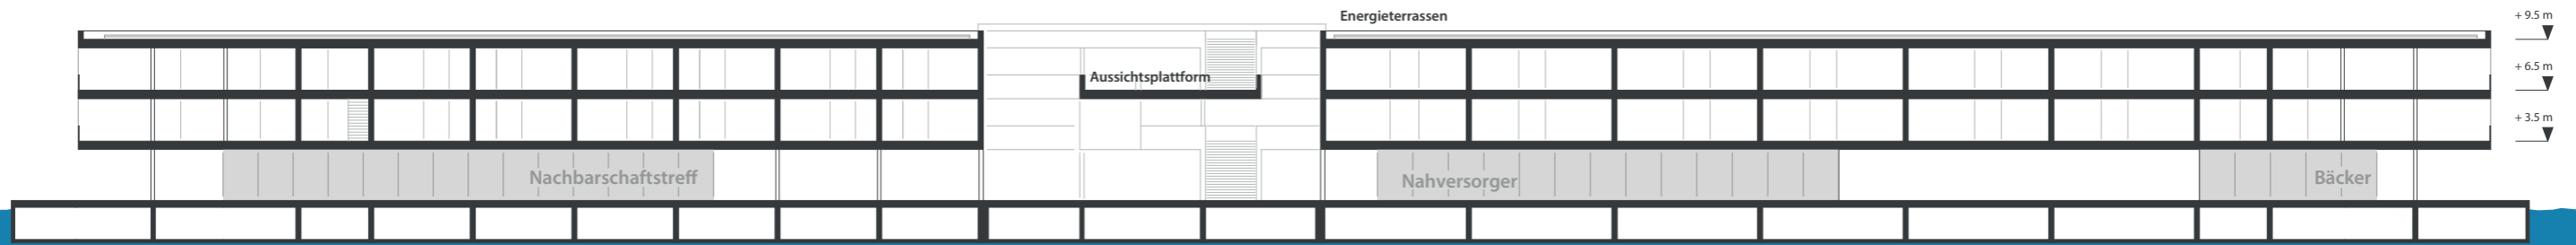 Energieterrassen
+ 9.5 m
Aussichtsplattform
+ 6.5 m
+ 3.5 m
Nachbarschaftstreff
Nahversorger
Bäcker